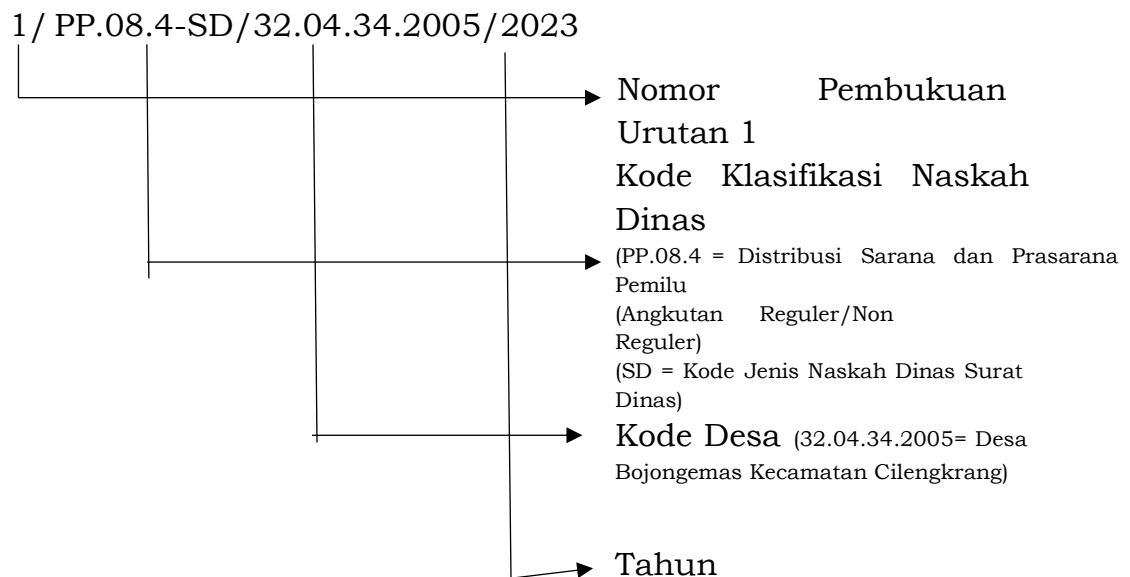 1/ PP.08.4-SD/32.04.34.2005/2023
Nomor Pembukuan
Urutan 1
Kode Klasifikasi Naskah
Dinas
(PP.08.4 = Distribusi Sarana dan Prasarana
Pemilu
(Angkutan Reguler/Non
Reguler)
(SD = Kode Jenis Naskah Dinas Surat
Dinas)
Kode Desa (32.04.34.2005= Desa
Bojongemas Kecamatan Cilengkrang)
Tahun